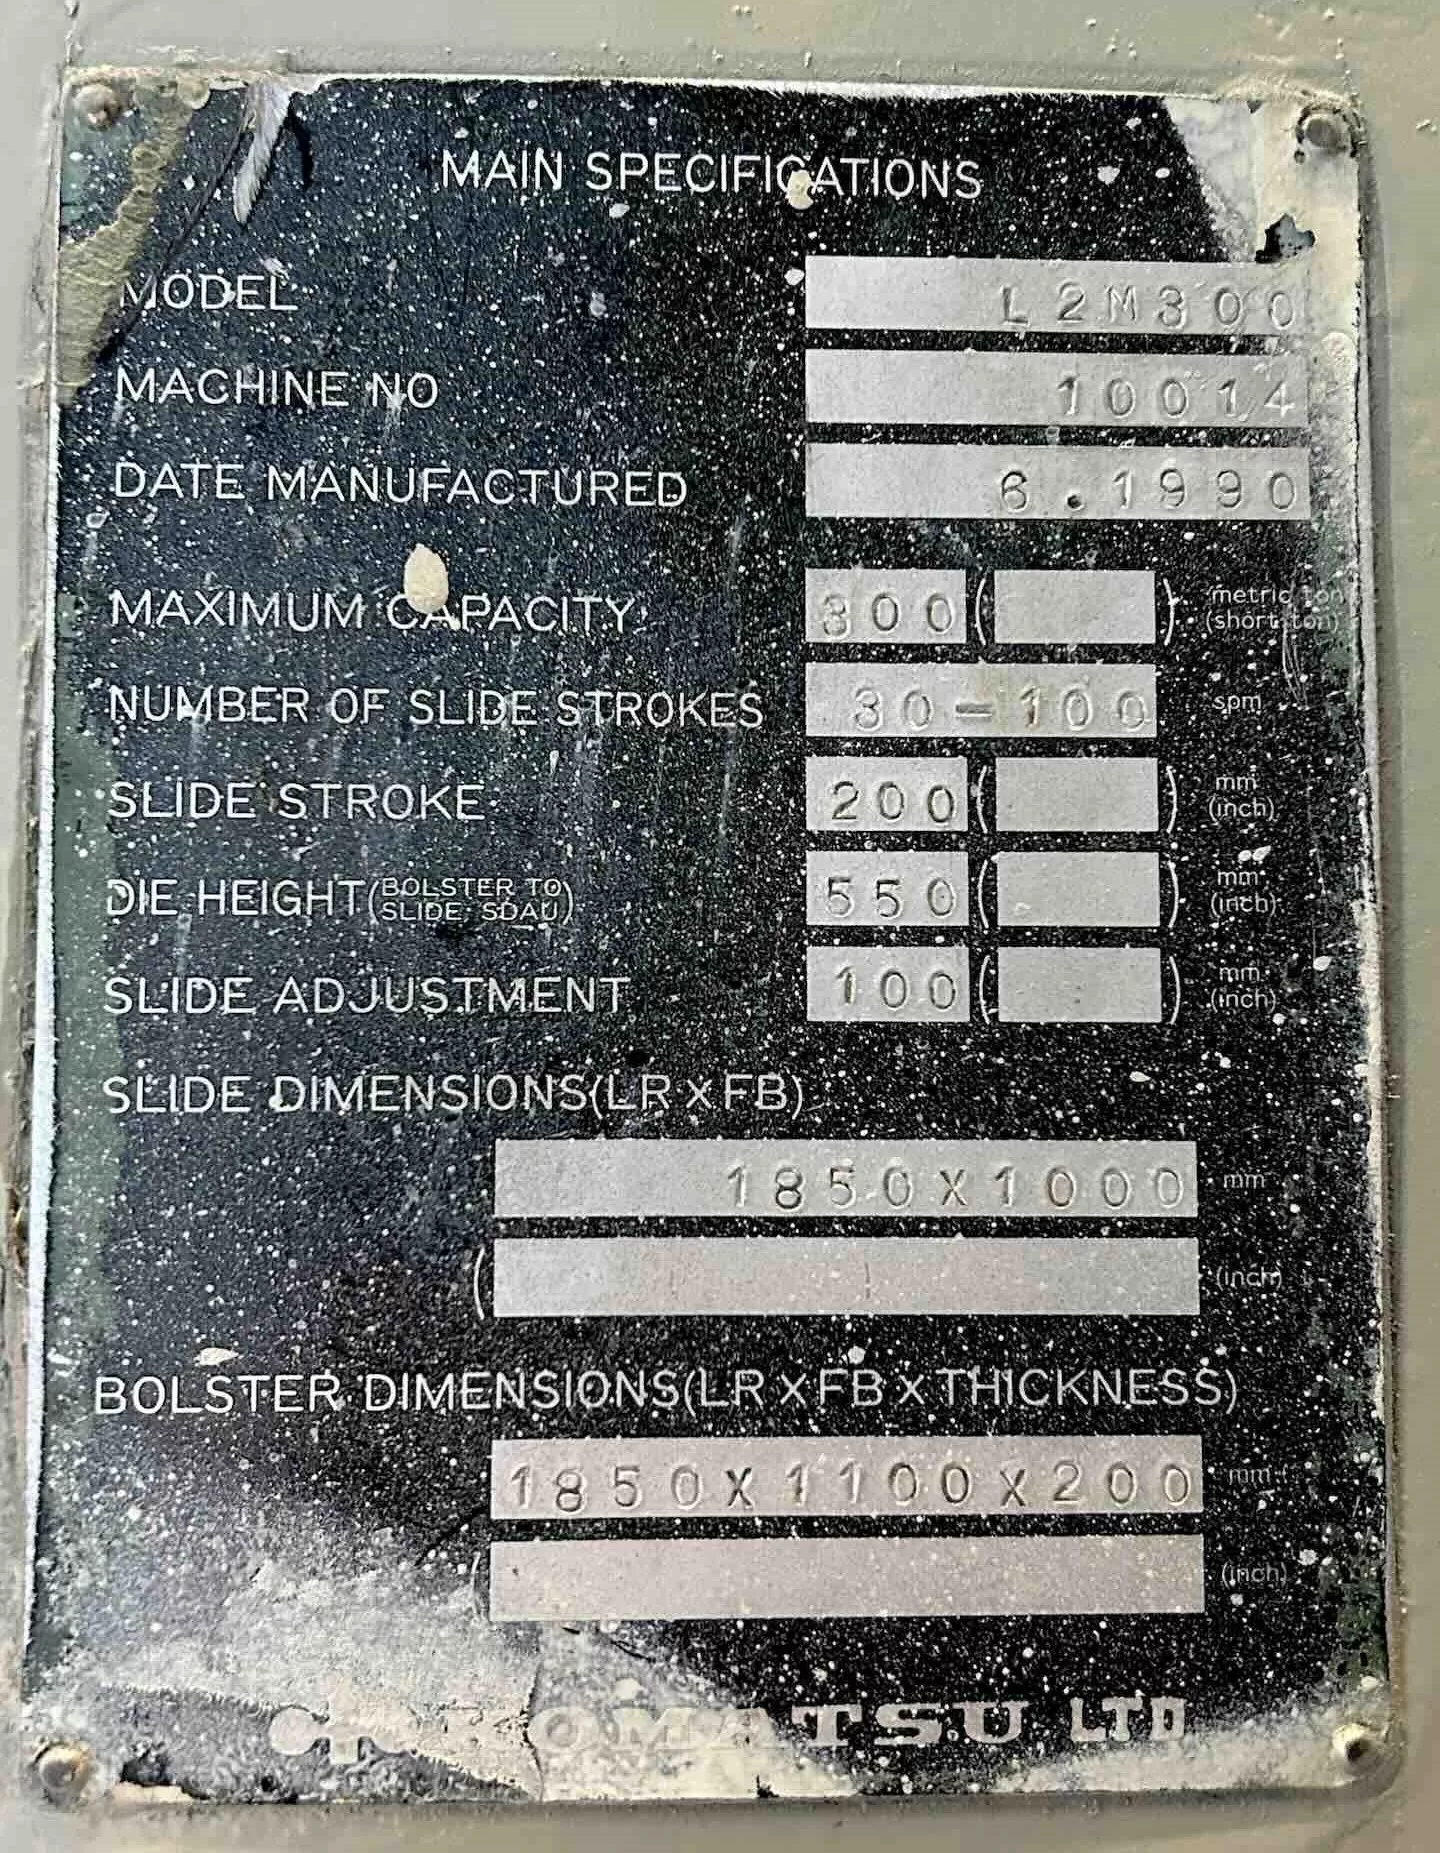 MAIN SPECIFICATIONS
MODEL L2M300
MACHINE NO 10014
DATE MANUFACTURED 6.1990
MAXIMUM CAPACITY 300 ( ) metric ton (short ton)
NUMBER OF SLIDE STROKES 30-100 spm
SLIDE STROKE 200 ( ) mm (inch)
DIE HEIGHT (BOLSTER TO SLIDE SDAU) 550 ( ) mm (inch)
SLIDE ADJUSTMENT 100 ( ) mm (inch)
SLIDE DIMENSIONS(LR X FB)
1850X1000 mm
( (inch)
BOLSTER DIMENSIONS(LR X FB X THICKNESS)
1850X1100X200 mm
( (inch)
KOMATSU LTD